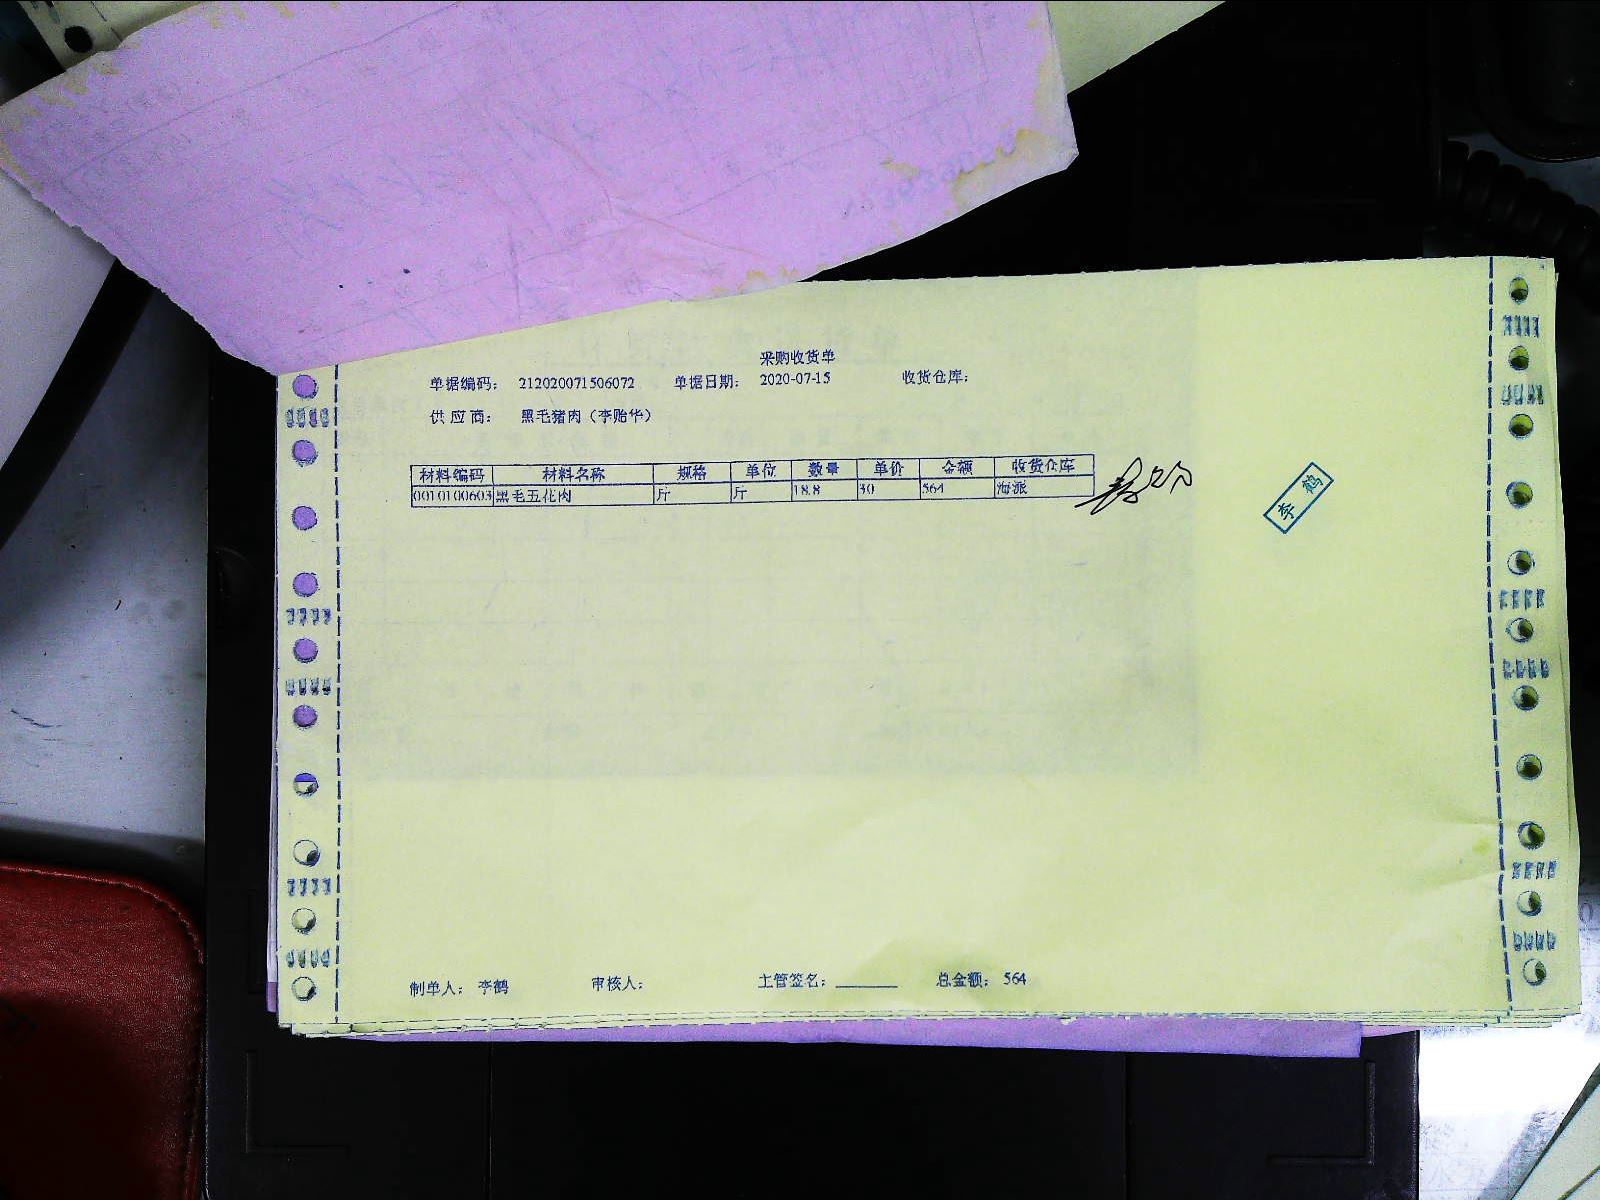 采购收货单
单据编码： 212020071506072 单据日期： 2020-07-15 收货仓库：
供 应 商： 黑毛猪肉（李贻华）
材料编码 材料名称 规格 单位 数量 单价 金额 收货仓库
0010100603 黑毛五花肉 斤 斤 18.8 30 564 海派
李鹤
制单人： 李鹤 审核人： 主管签名：______ 总金额： 564